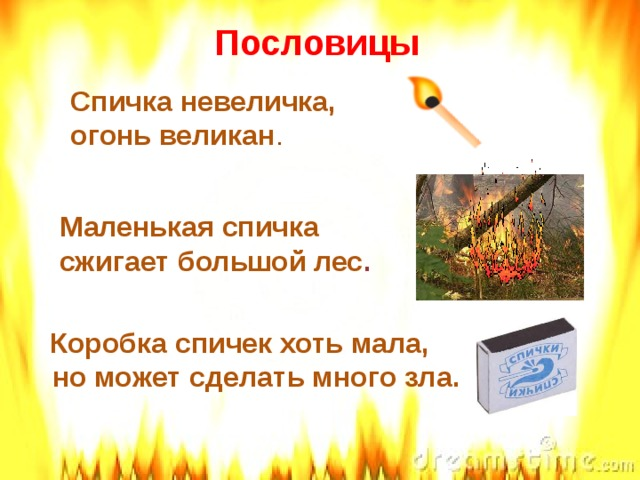 Пословицы
Спичка невеличка,
огонь великан.
Маленькая спичка
сжигает большой лес.
Коробка спичек хоть мала,
но может сделать много зла.
СПИЧКИ
СПИЧКИ
dreamstime.com